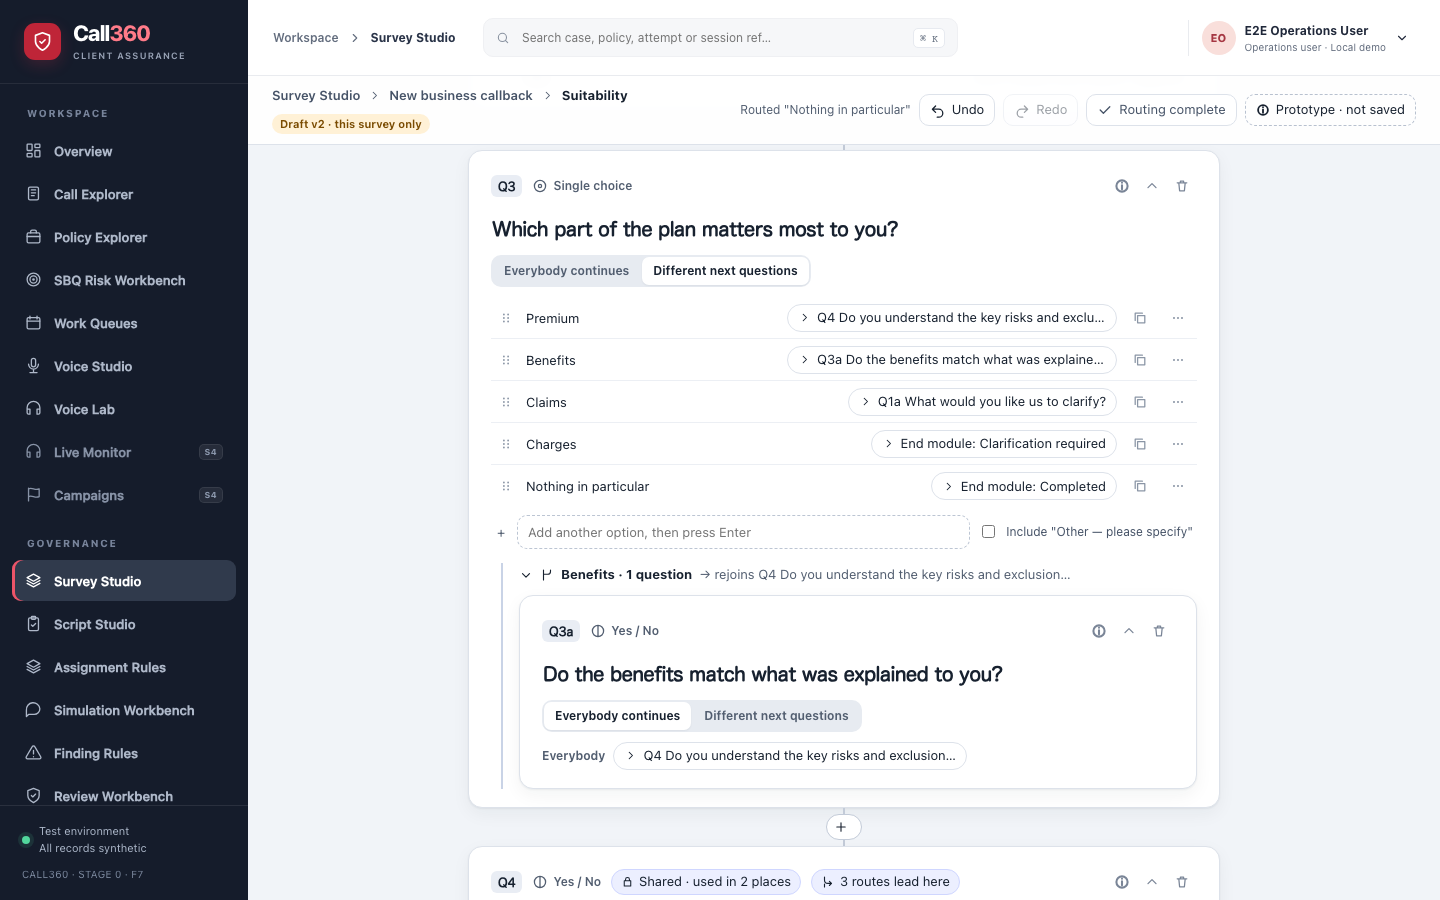 Call360
CLIENT ASSURANCE
WORKSPACE
Overview
Call Explorer
Policy Explorer
SBQ Risk Workbench
Work Queues
Voice Studio
Voice Lab
Live Monitor S4
Campaigns S4
GOVERNANCE
Survey Studio
Script Studio
Assignment Rules
Simulation Workbench
Finding Rules
Review Workbench
Test environment
All records synthetic
CALL360 · STAGE 0 · F7
Workspace > Survey Studio
Search case, policy, attempt or session ref...
⌘ K
EO
E2E Operations User
Operations user · Local demo
Survey Studio > New business callback > Suitability
Draft v2 · this survey only
Routed "Nothing in particular"
Undo
Redo
Routing complete
Prototype · not saved
Q3 Single choice
Which part of the plan matters most to you?
Everybody continues Different next questions
Premium > Q4 Do you understand the key risks and exclu...
Benefits > Q3a Do the benefits match what was explaine...
Claims > Q1a What would you like us to clarify?
Charges > End module: Clarification required
Nothing in particular > End module: Completed
+ Add another option, then press Enter Include "Other — please specify"
Benefits · 1 question → rejoins Q4 Do you understand the key risks and exclusion...
Q3a Yes / No
Do the benefits match what was explained to you?
Everybody continues Different next questions
Everybody > Q4 Do you understand the key risks and exclusion...
+
Q4 Yes / No Shared · used in 2 places 3 routes lead here